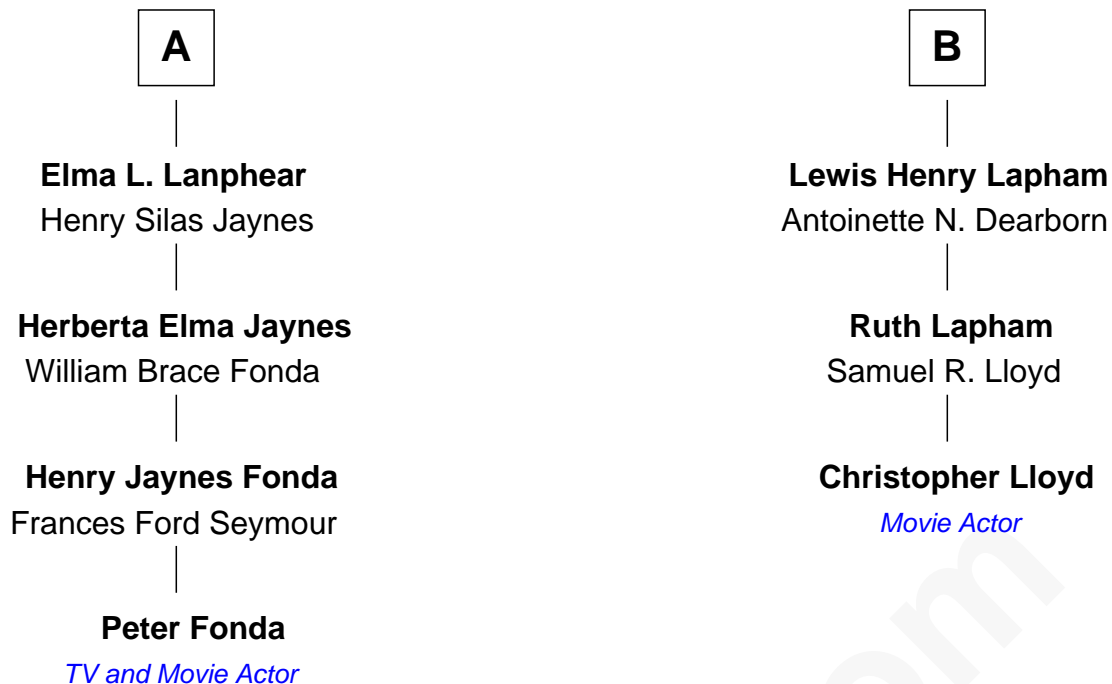 A
Elma L. Lanphear
Henry Silas Jaynes
Herberta Elma Jaynes
William Brace Fonda
Henry Jaynes Fonda
Frances Ford Seymour
Peter Fonda
TV and Movie Actor
B
Lewis Henry Lapham
Antoinette N. Dearborn
Ruth Lapham
Samuel R. Lloyd
Christopher Lloyd
Movie Actor
om